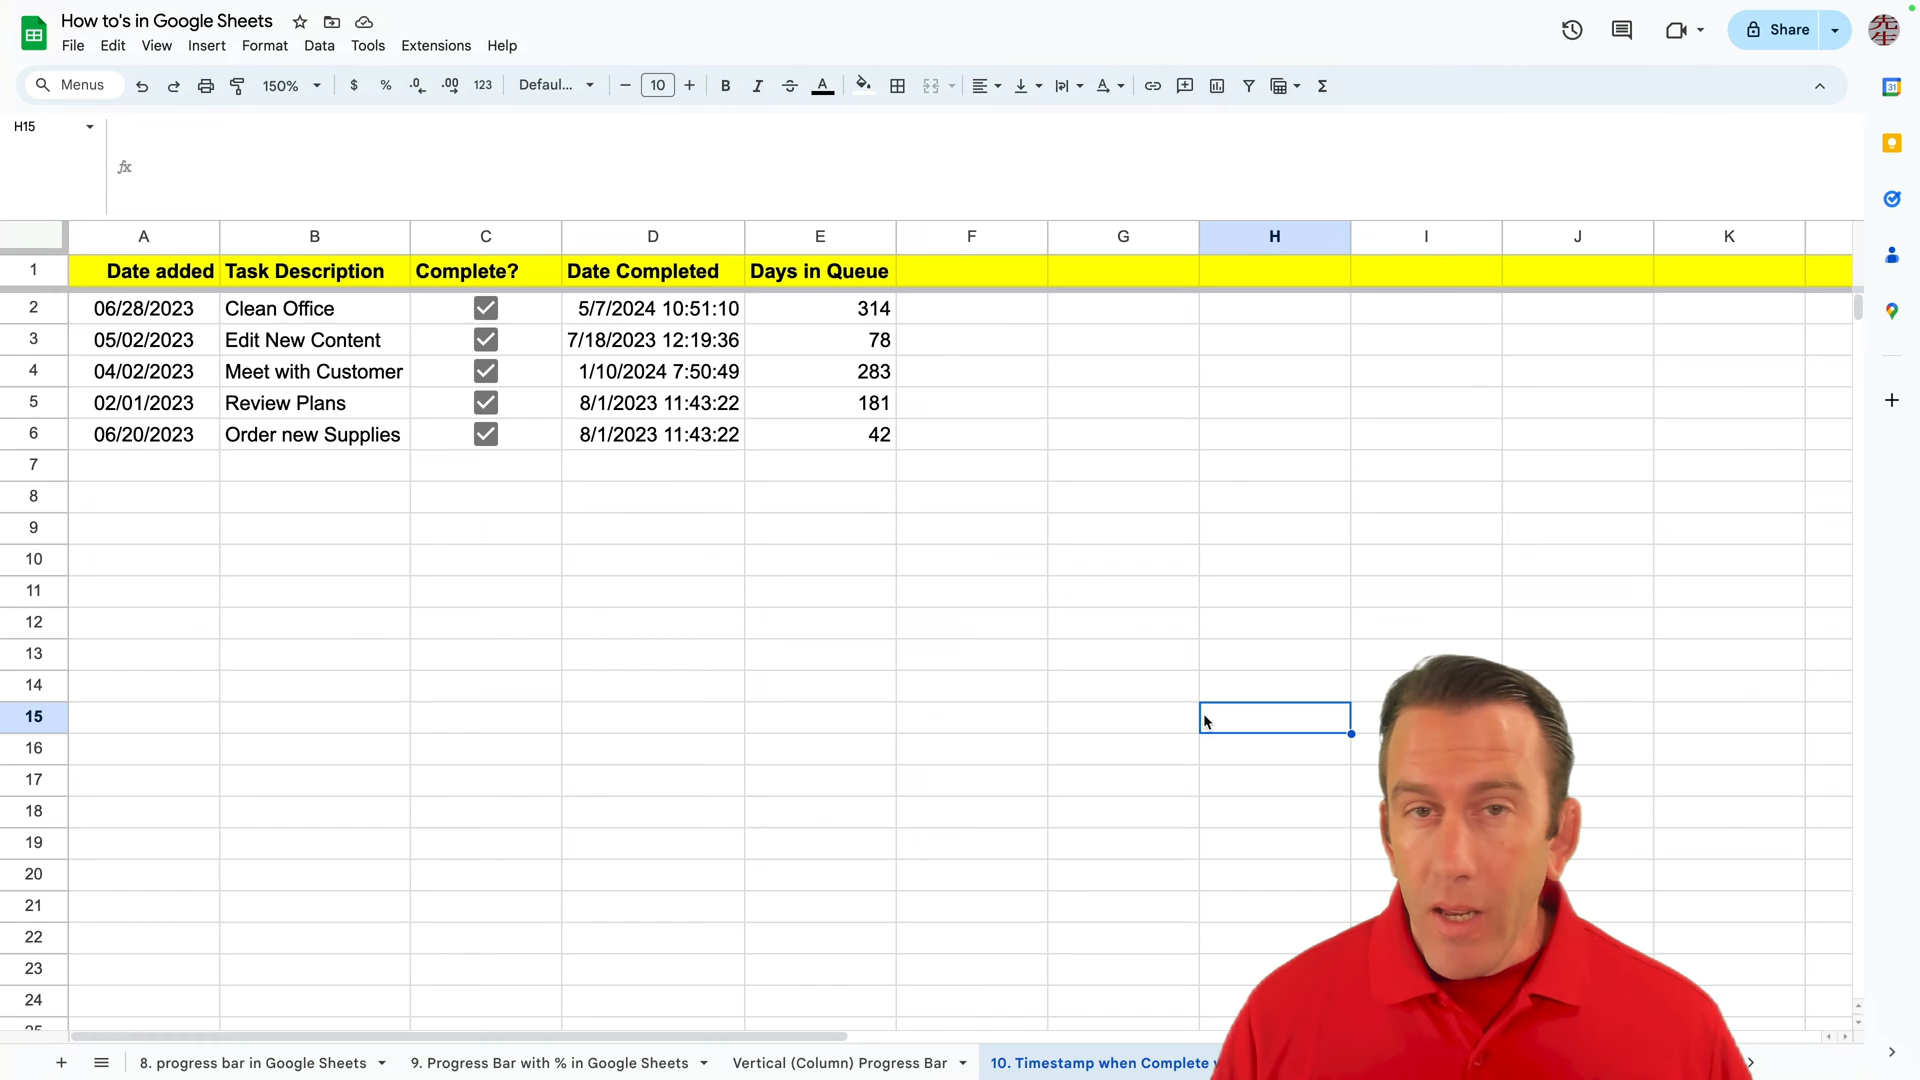 How to's in Google Sheets
File Edit View Insert Format Data Tools Extensions Help
Share
Menus 150% $ % .0 .00 123 Defaul... 10 B I A
31
H15
fx
A B C D E F G H I J K
1 Date added Task Description Complete? Date Completed Days in Queue
2 06/28/2023 Clean Office 5/7/2024 10:51:10 314
3 05/02/2023 Edit New Content 7/18/2023 12:19:36 78
4 04/02/2023 Meet with Customer 1/10/2024 7:50:49 283
5 02/01/2023 Review Plans 8/1/2023 11:43:22 181
6 06/20/2023 Order new Supplies 8/1/2023 11:43:22 42
7
8
9
10
11
12
13
14
15
16
17
18
19
20
21
22
23
24
8. progress bar in Google Sheets 9. Progress Bar with % in Google Sheets Vertical (Column) Progress Bar 10. Timestamp when Complete